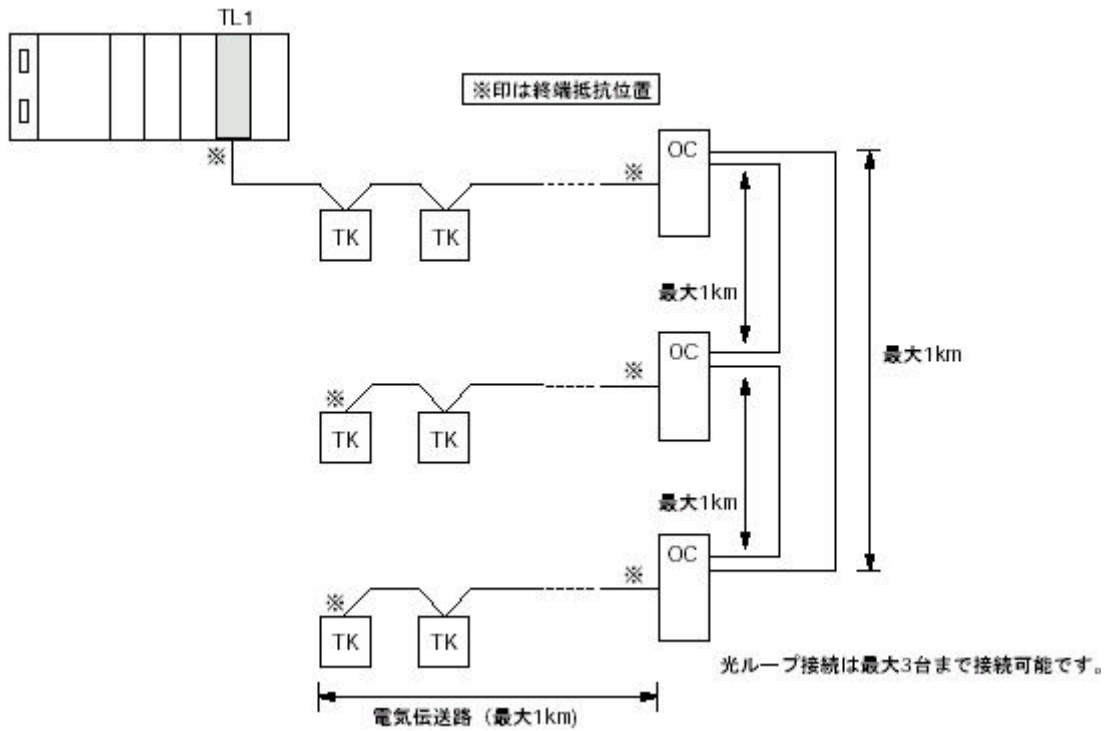 TL1
※印は終端抵抗位置
※
※
OC
TK
TK
最大1km
最大1km
※
※
OC
TK
TK
最大1km
※
※
OC
TK
TK
光ループ接続は最大3台まで接続可能です。
電気伝送路（最大1km)